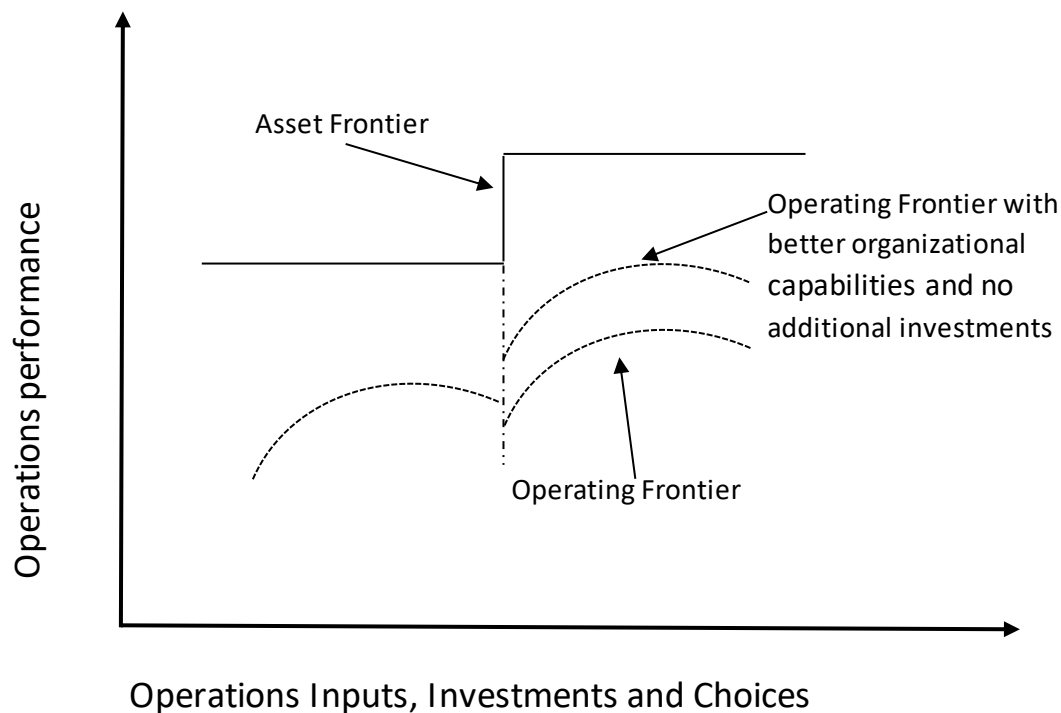 Asset Frontier
Operating Frontier with
better organizational
capabilities and no
additional investments
Operating Frontier
Operations performance
Operations Inputs, Investments and Choices